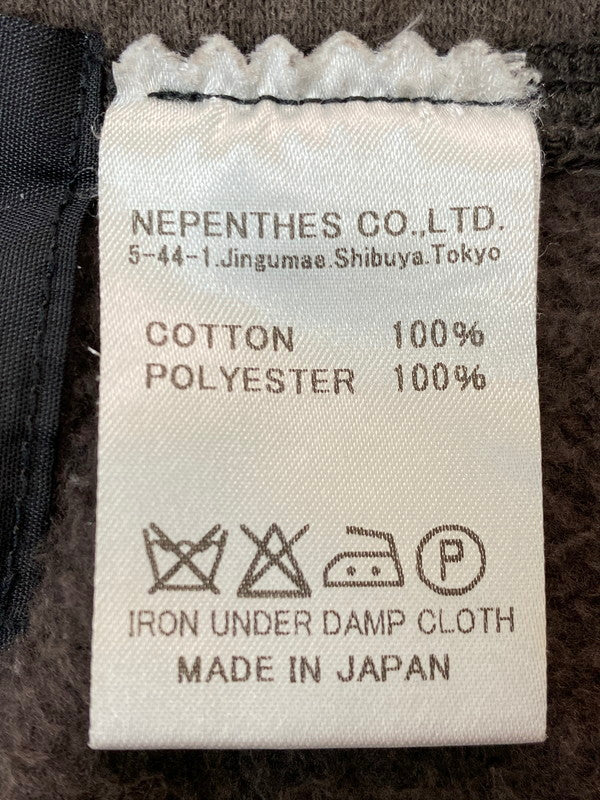 NEPENTHES CO.,LTD.
5-44-1.Jingumae.Shibuya.Tokyo
COTTON 100%
POLYESTER 100%
P
IRON UNDER DAMP CLOTH
MADE IN JAPAN